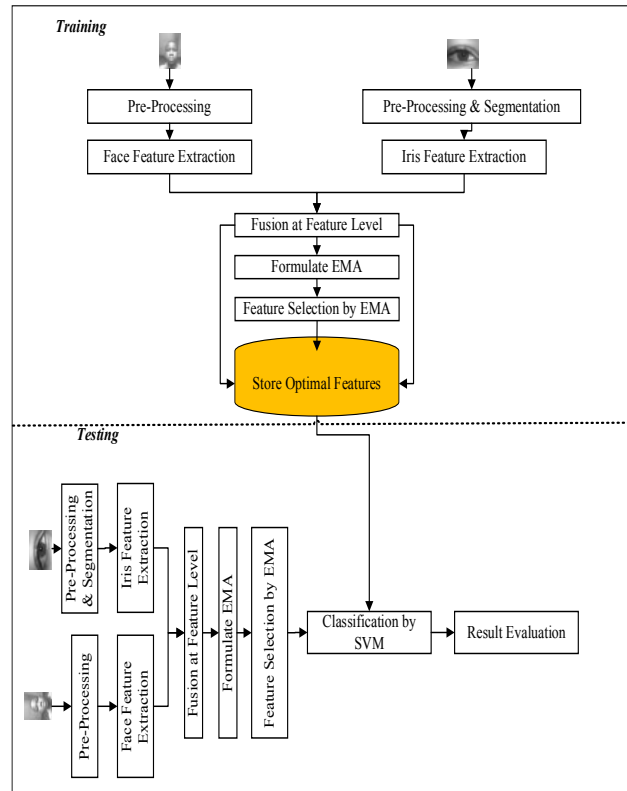 Training
Pre-Processing
Pre-Processing & Segmentation
Face Feature Extraction
Iris Feature Extraction
Fusion at Feature Level
Formulate EMA
Feature Selection by EMA
Store Optimal Features
Testing
Pre-Processing
& Segmentation
Iris Feature
Extraction
Pre-Processing
Face Feature
Extraction
Fusion at Feature Level
Formulate EMA
Feature Selection by EMA
Classification by
SVM
Result Evaluation